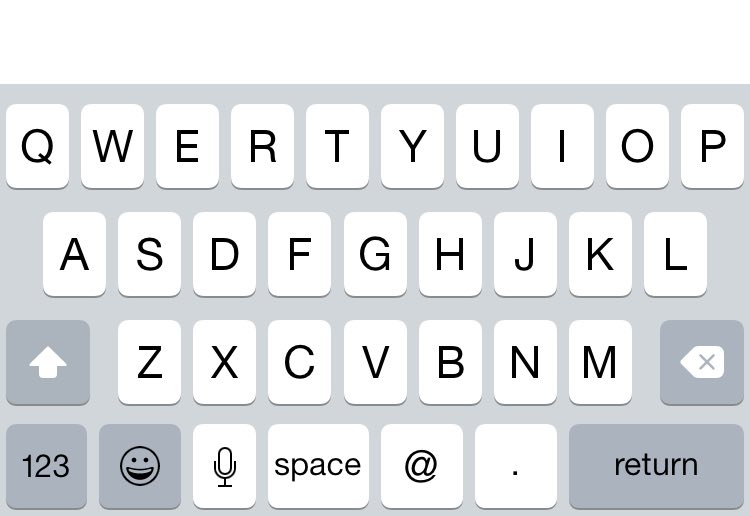 Q W E R T Y U I O P
A S D F G H J K L
Z X C V B N M
123 space @ . return